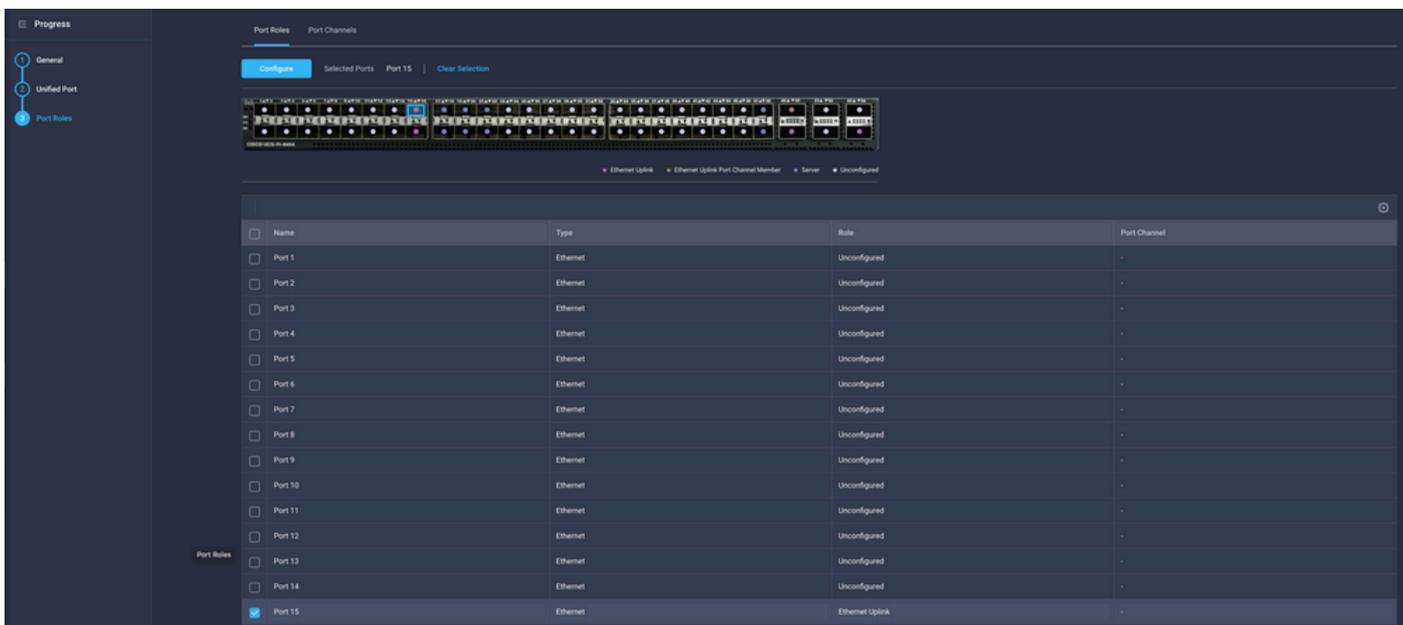 Progress
General
Unified Port
Port Roles
Port Roles Port Channels
Configure Selected Ports Port 15 | Clear Selection
Ethernet Uplink Ethernet Uplink Port Channel Member Server Unconfigured
Name Type Role Port Channel
Port 1 Ethernet Unconfigured -
Port 2 Ethernet Unconfigured -
Port 3 Ethernet Unconfigured -
Port 4 Ethernet Unconfigured -
Port 5 Ethernet Unconfigured -
Port 6 Ethernet Unconfigured -
Port 7 Ethernet Unconfigured -
Port 8 Ethernet Unconfigured -
Port 9 Ethernet Unconfigured -
Port 10 Ethernet Unconfigured -
Port 11 Ethernet Unconfigured -
Port 12 Ethernet Unconfigured -
Port Roles
Port 13 Ethernet Unconfigured -
Port 14 Ethernet Unconfigured -
Port 15 Ethernet Ethernet Uplink -